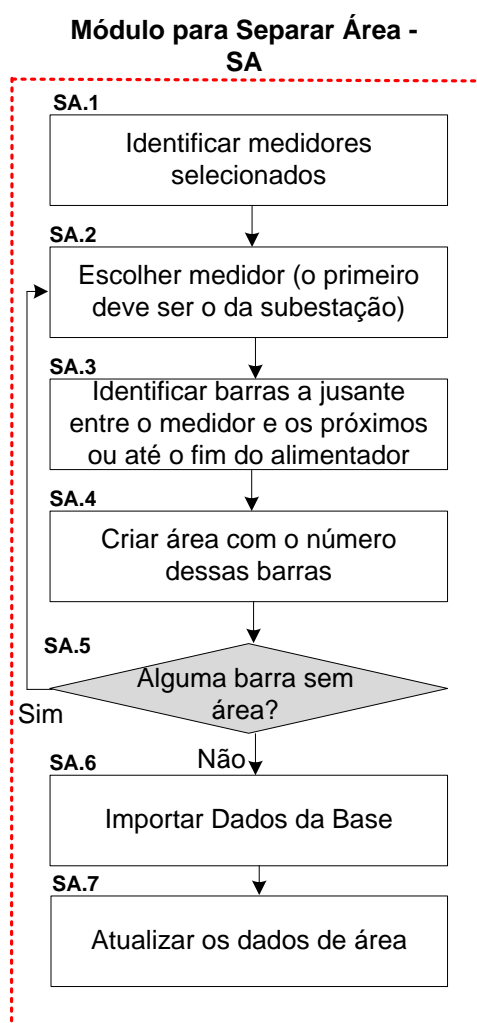 Módulo para Separar Área -
SA
SA.1
Identificar medidores
selecionados
SA.2
Escolher medidor (o primeiro
deve ser o da subestação)
SA.3
Identificar barras a jusante
entre o medidor e os próximos
ou até o fim do alimentador
SA.4
Criar área com o número
dessas barras
SA.5
Alguma barra sem
área?
Sim
Não
SA.6
Importar Dados da Base
SA.7
Atualizar os dados de área